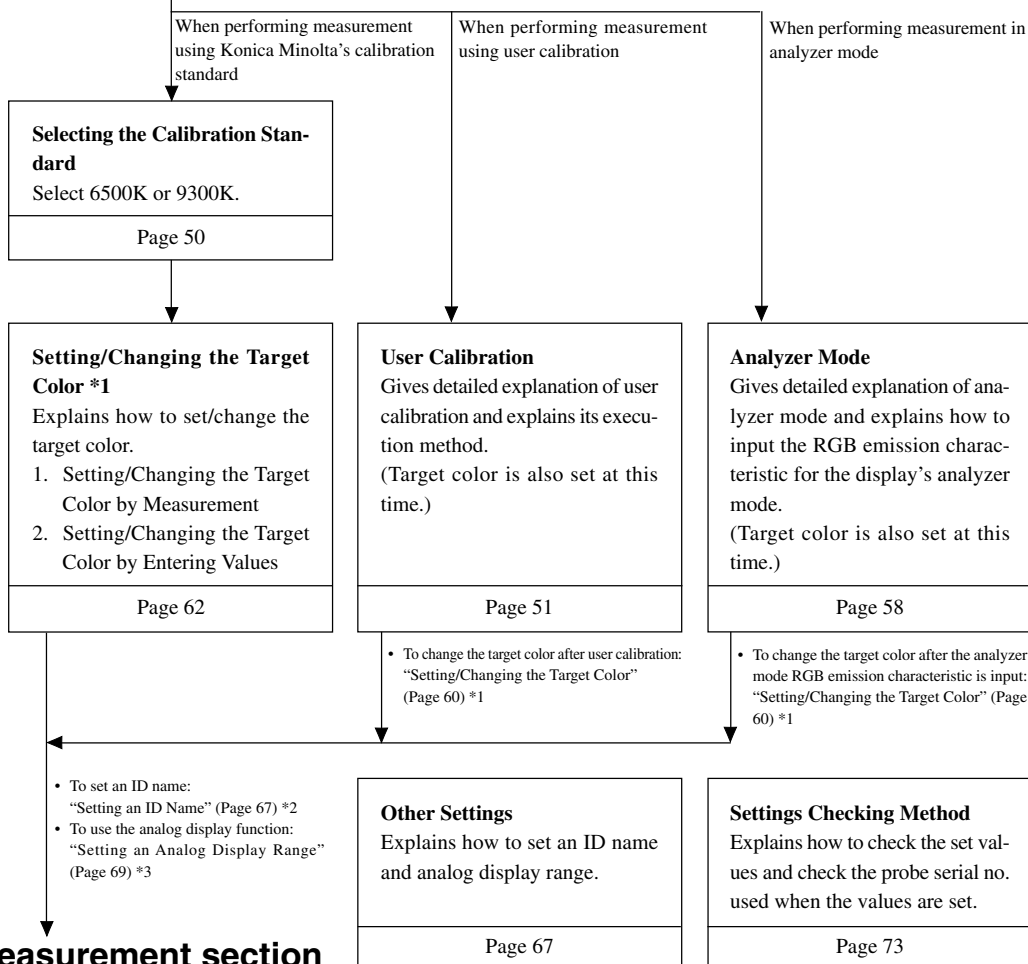 When performing measurement
using Konica Minolta's calibration
standard
When performing measurement
using user calibration
When performing measurement in
analyzer mode
Selecting the Calibration Stan-
dard
Select 6500K or 9300K.
Page 50
Setting/Changing the Target
Color *1
Explains how to set/change the
target color.
1. Setting/Changing the Target
Color by Measurement
2. Setting/Changing the Target
Color by Entering Values
Page 62
User Calibration
Gives detailed explanation of user
calibration and explains its execu-
tion method.
(Target color is also set at this
time.)
Page 51
Analyzer Mode
Gives detailed explanation of ana-
lyzer mode and explains how to
input the RGB emission charac-
teristic for the display's analyzer
mode.
(Target color is also set at this
time.)
Page 58
• To change the target color after user calibration:
"Setting/Changing the Target Color"
(Page 60) *1
• To change the target color after the analyzer
mode RGB emission characteristic is input:
"Setting/Changing the Target Color" (Page
60) *1
• To set an ID name:
"Setting an ID Name" (Page 67) *2
• To use the analog display function:
"Setting an Analog Display Range"
(Page 69) *3
Other Settings
Explains how to set an ID name
and analog display range.
Page 67
Settings Checking Method
Explains how to check the set val-
ues and check the probe serial no.
used when the values are set.
Page 73
easurement section